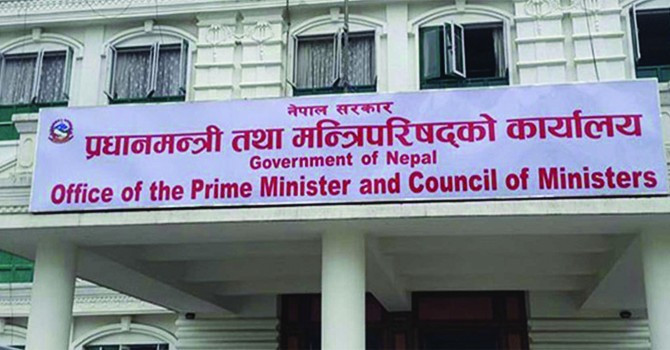 नेपाल सरकार
प्रधानमन्त्री तथा मन्त्रिपरिषद्को कार्यालय
Government of Nepal
Office of the Prime Minister and Council of Ministers